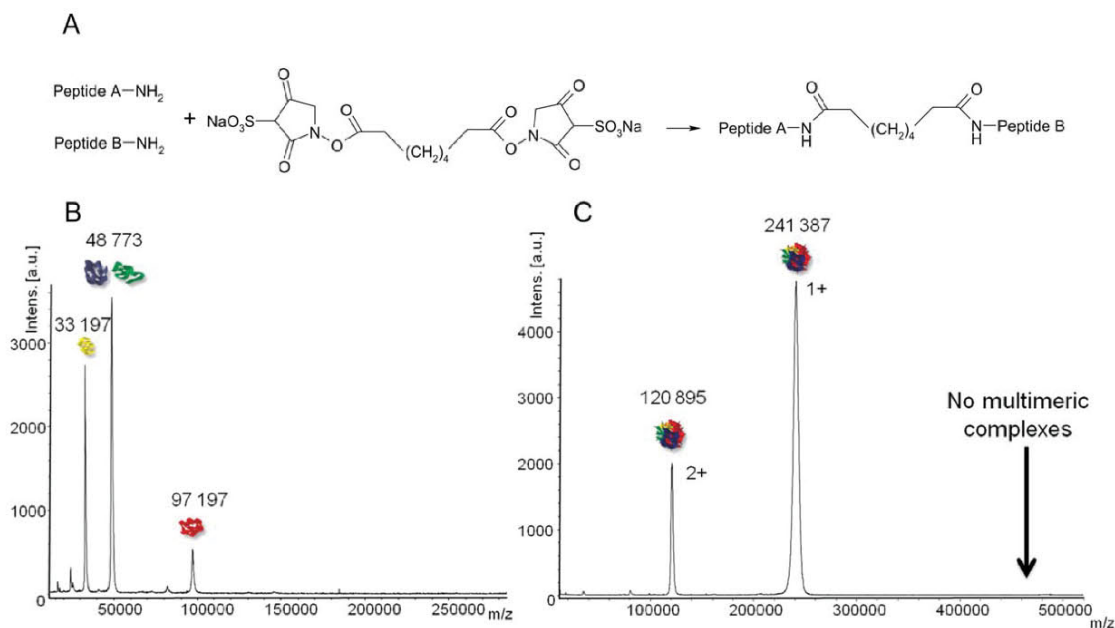 A
Peptide A—NH₂
Peptide B—NH₂
+
NaO₃S
O
O
N
O
O
(CH₂)₄
O
O
N
O
O
SO₃Na
Peptide A—N
H
O
(CH₂)₄
O
N—Peptide B
H
B
48 773
33 197
97 197
Intens. [a.u.]
3000
2000
1000
0
50000
100000
150000
200000
250000
m/z
C
241 387
1+
120 895
2+
No multimeric
complexes
Intens. [a.u.]
4000
3000
2000
1000
0
100000
200000
300000
400000
500000
m/z